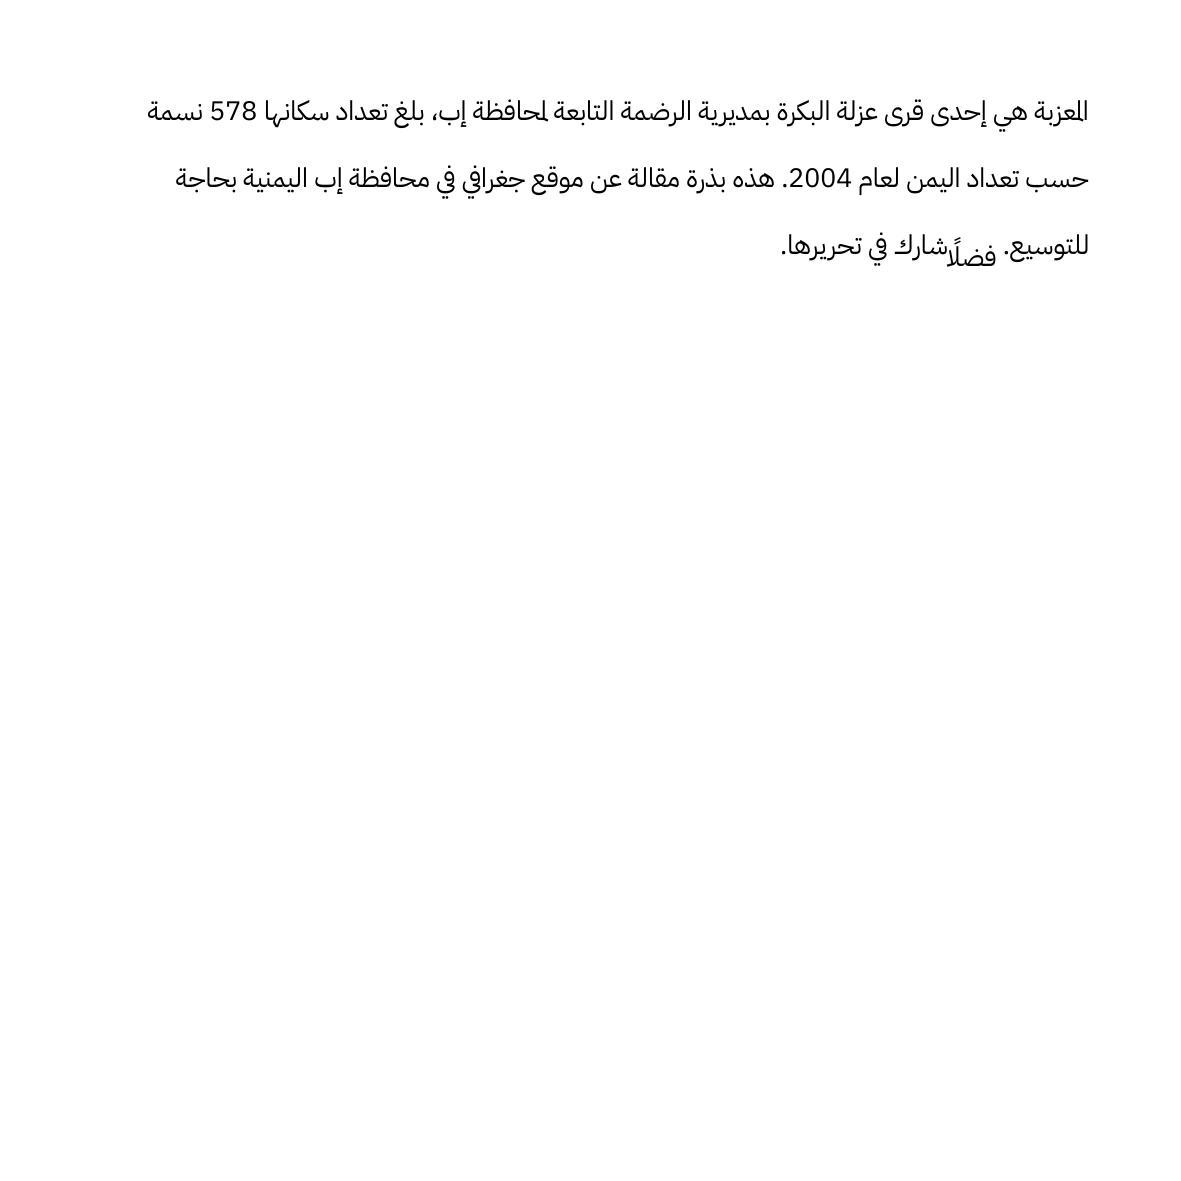 المعزبة هي إحدى قرى عزلة البكرة بمديرية الرضمة التابعة لمحافظة إب، بلغ تعداد سكانها 578 نسمة
حسب تعداد اليمن لعام 2004. هذه بذرة مقالة عن موقع جغرافي في محافظة إب اليمنية بحاجة
للتوسيع. فضلًا شارك في تحريرها.